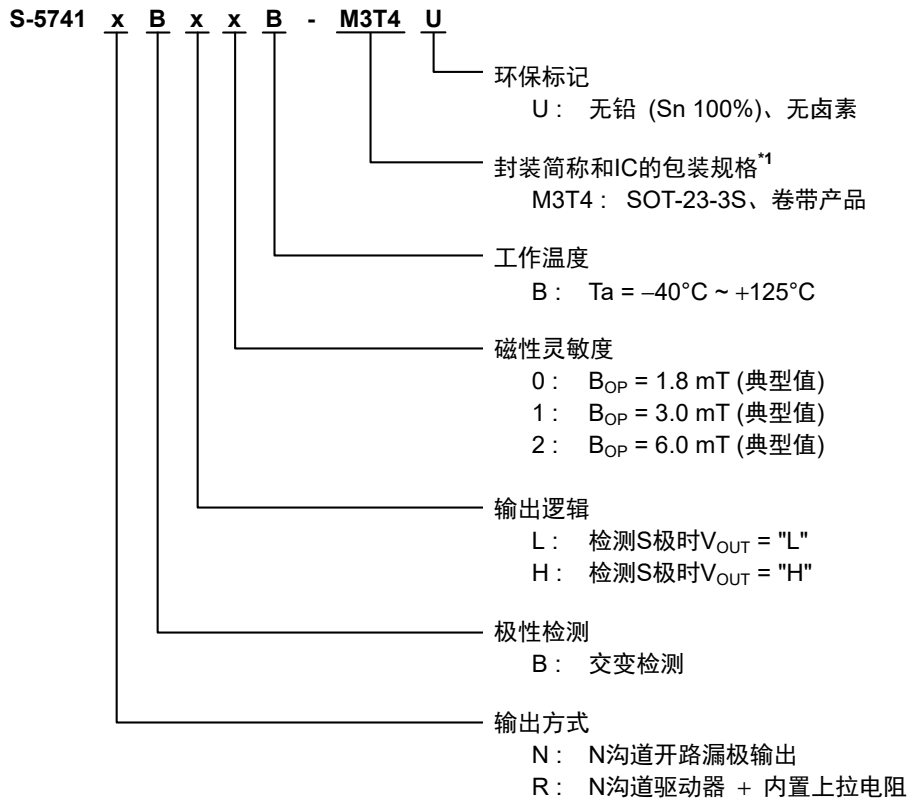 S-5741 x B x x B - M3T4 U
环保标记
U : 无铅 (Sn 100%)、无卤素
封装简称和IC的包装规格*1
M3T4 : SOT-23-3S、卷带产品
工作温度
B : Ta = −40°C ~ +125°C
磁性灵敏度
0 : BOP = 1.8 mT (典型值)
1 : BOP = 3.0 mT (典型值)
2 : BOP = 6.0 mT (典型值)
输出逻辑
L : 检测S极时VOUT = "L"
H : 检测S极时VOUT = "H"
极性检测
B : 交变检测
输出方式
N : N沟道开路漏极输出
R : N沟道驱动器 + 内置上拉电阻